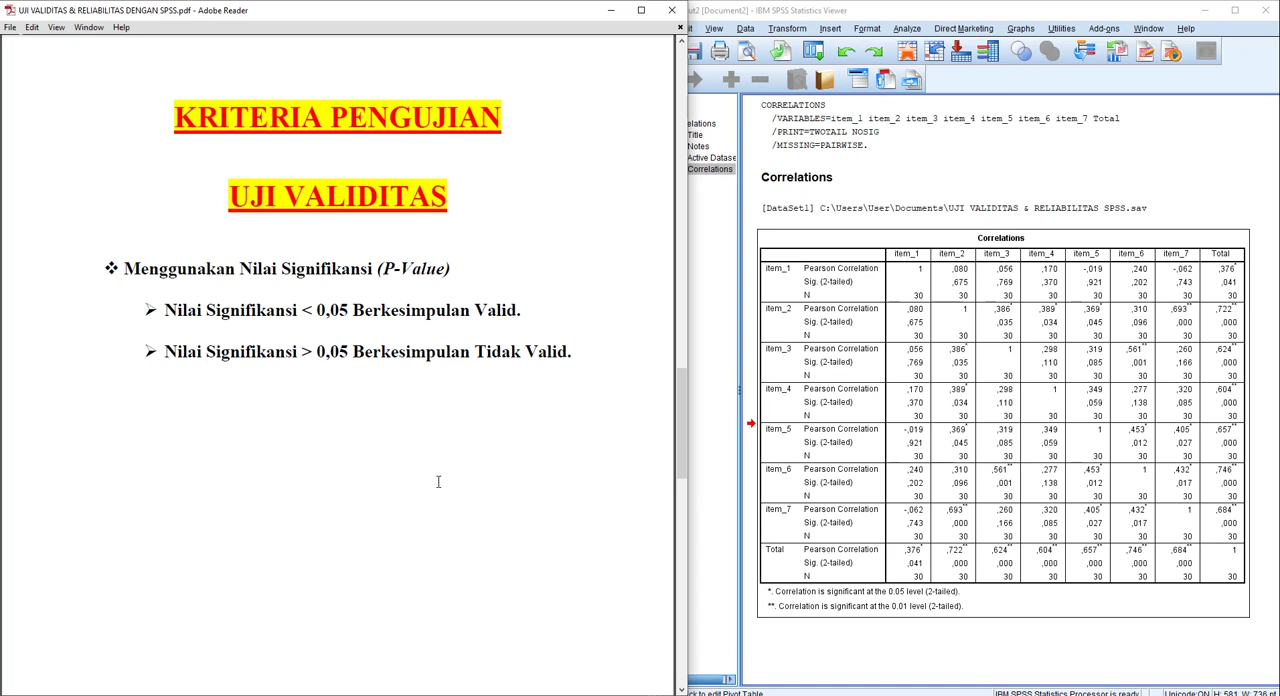 UJI VALIDITAS & RELIABILITAS DENGAN SPSS.pdf - Adobe Reader
File Edit View Window Help
KRITERIA PENGUJIAN
UJI VALIDITAS
❖ Menggunakan Nilai Signifikansi (P-Value)
➢ Nilai Signifikansi < 0,05 Berkesimpulan Valid.
➢ Nilai Signifikansi > 0,05 Berkesimpulan Tidak Valid.
ut2 [Document2] - IBM SPSS Statistics Viewer
it View Data Transform Insert Format Analyze Direct Marketing Graphs Utilities Add-ons Window Help
elations
Title
Notes
Active Datase
Correlations
CORRELATIONS
/VARIABLES=item_1 item_2 item_3 item_4 item_5 item_6 item_7 Total
/PRINT=TWOTAIL NOSIG
/MISSING=PAIRWISE.
Correlations
[DataSet1] C:\Users\User\Documents\UJI VALIDITAS & RELIABILITAS SPSS.sav
Correlations
item_1 item_2 item_3 item_4 item_5 item_6 item_7 Total
item_1 Pearson Correlation 1 ,080 ,056 ,170 -,019 ,240 -,062 ,376*
Sig. (2-tailed) ,675 ,769 ,370 ,921 ,202 ,743 ,041
N 30 30 30 30 30 30 30 30
item_2 Pearson Correlation ,080 1 ,386* ,389* ,369* ,310 ,693** ,722**
Sig. (2-tailed) ,675 ,035 ,034 ,045 ,096 ,000 ,000
N 30 30 30 30 30 30 30 30
item_3 Pearson Correlation ,056 ,386* 1 ,298 ,319 ,561** ,260 ,624**
Sig. (2-tailed) ,769 ,035 ,110 ,085 ,001 ,166 ,000
N 30 30 30 30 30 30 30 30
item_4 Pearson Correlation ,170 ,389* ,298 1 ,349 ,277 ,320 ,604**
Sig. (2-tailed) ,370 ,034 ,110 ,059 ,138 ,085 ,000
N 30 30 30 30 30 30 30 30
item_5 Pearson Correlation -,019 ,369* ,319 ,349 1 ,453* ,405* ,657**
Sig. (2-tailed) ,921 ,045 ,085 ,059 ,012 ,027 ,000
N 30 30 30 30 30 30 30 30
item_6 Pearson Correlation ,240 ,310 ,561** ,277 ,453* 1 ,432* ,746**
Sig. (2-tailed) ,202 ,096 ,001 ,138 ,012 ,017 ,000
N 30 30 30 30 30 30 30 30
item_7 Pearson Correlation -,062 ,693** ,260 ,320 ,405* ,432* 1 ,684**
Sig. (2-tailed) ,743 ,000 ,166 ,085 ,027 ,017 ,000
N 30 30 30 30 30 30 30 30
Total Pearson Correlation ,376* ,722** ,624** ,604** ,657** ,746** ,684** 1
Sig. (2-tailed) ,041 ,000 ,000 ,000 ,000 ,000 ,000
N 30 30 30 30 30 30 30 30
*. Correlation is significant at the 0.05 level (2-tailed).
**. Correlation is significant at the 0.01 level (2-tailed).
ck to edit Pivot Table IBM SPSS Statistics Processor is ready Unicode:ON H: 581, W: 736 pt